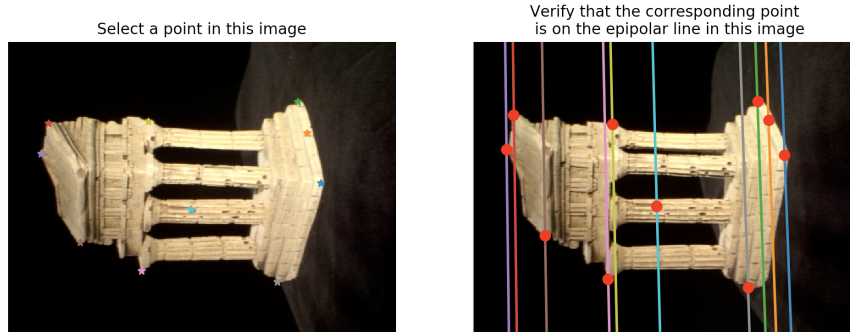 Select a point in this image
Verify that the corresponding point
is on the epipolar line in this image